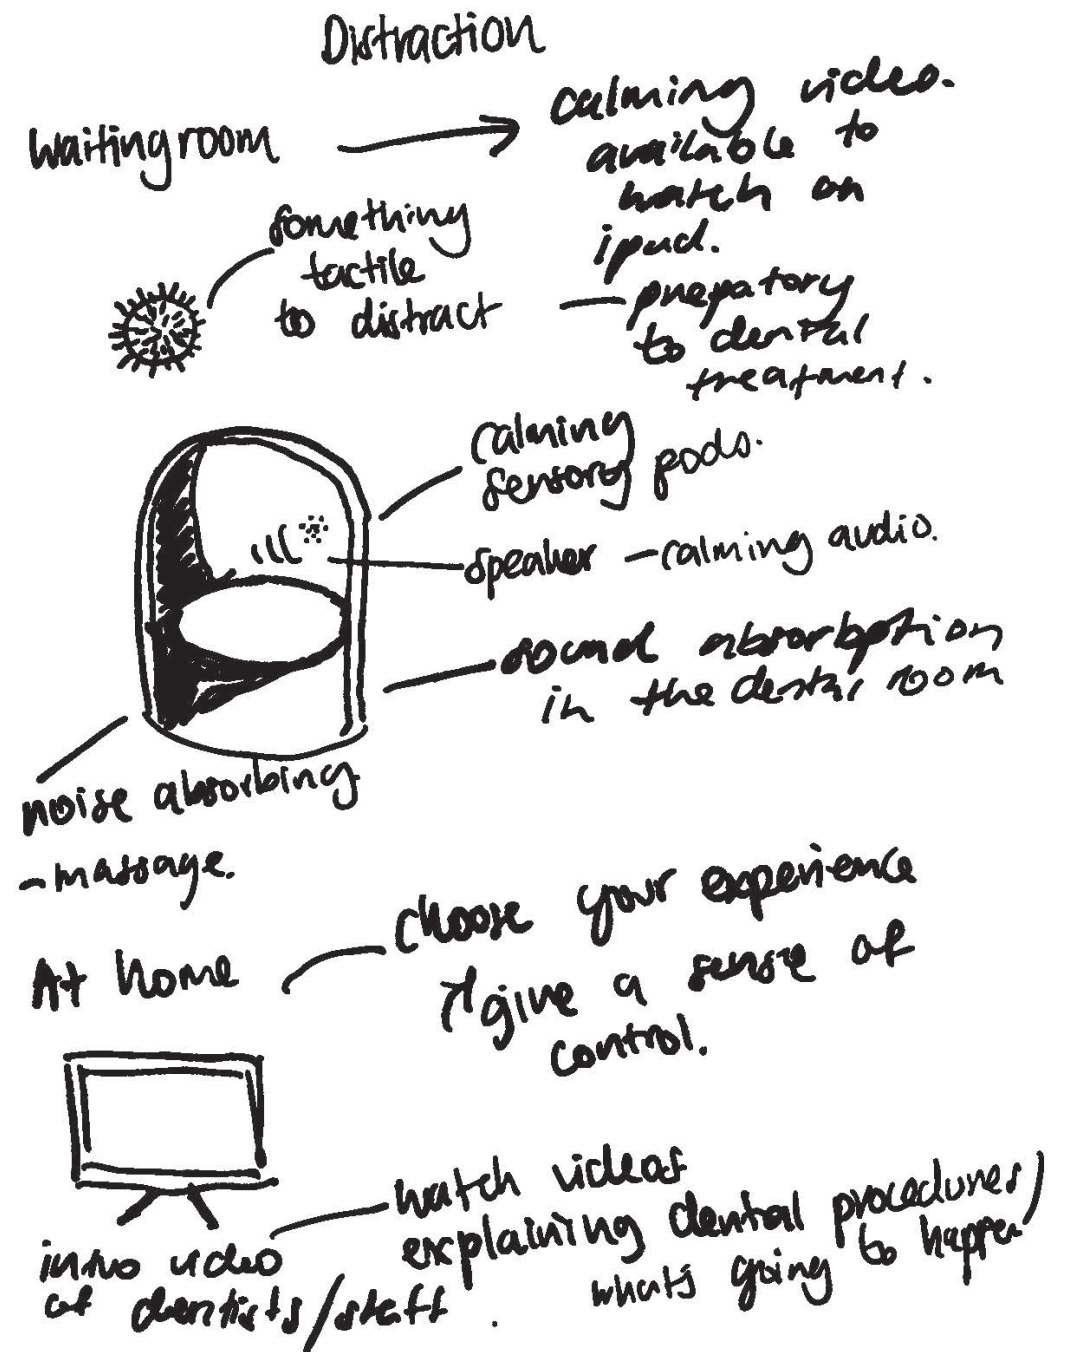 Distraction
waiting room
calming video.
available to
watch on
ipad.
something
tactile
to distract
prepatory
to dental
treatment.
calming
sensory pods.
speaker - calming audio.
sound absorbption
in the dental room
noise absorbing
- massage.
At home
choose your experience
give a sense of
control.
watch videos
explaining dental procedures/
whats going to happen
intro video
of dentists/staff.